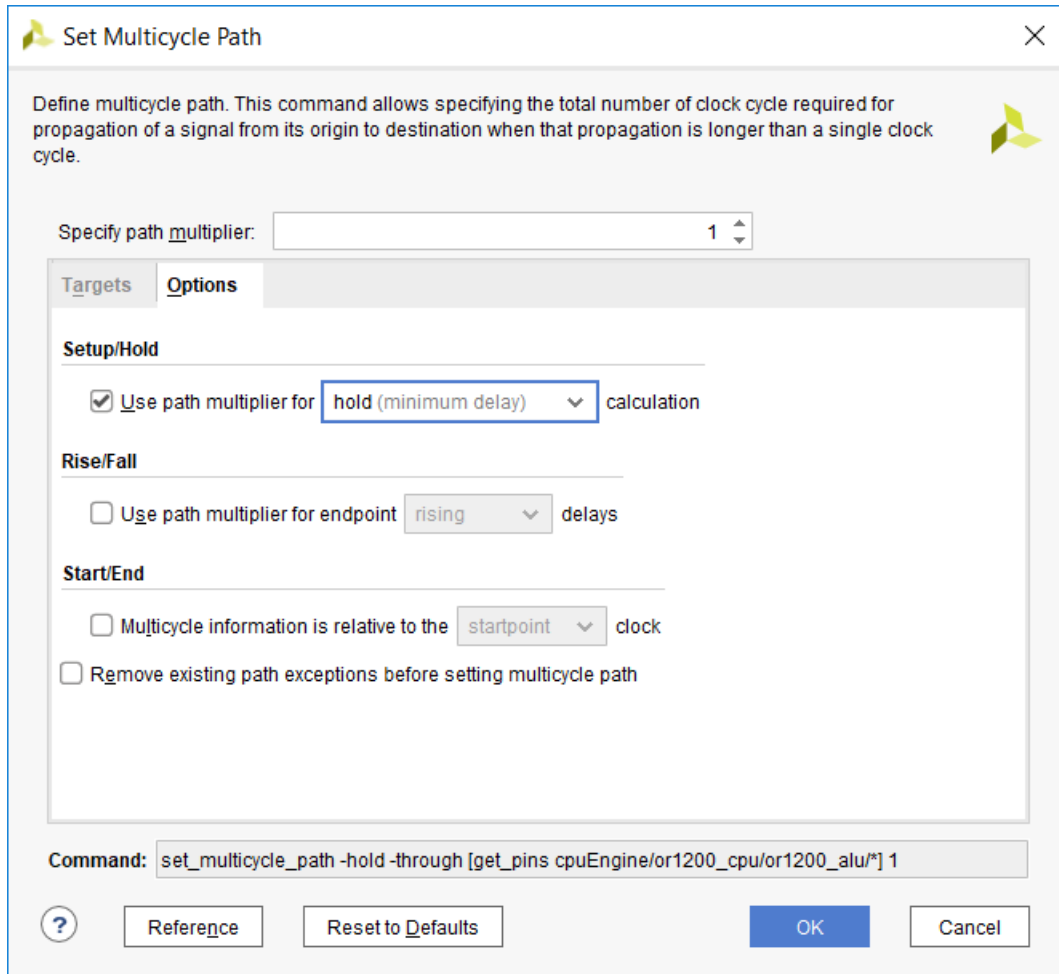 Set Multicycle Path
Define multicycle path. This command allows specifying the total number of clock cycle required for
propagation of a signal from its origin to destination when that propagation is longer than a single clock
cycle.
Specify path multiplier: 1
Targets Options
Setup/Hold
Use path multiplier for hold (minimum delay) calculation
Rise/Fall
Use path multiplier for endpoint rising delays
Start/End
Multicycle information is relative to the startpoint clock
Remove existing path exceptions before setting multicycle path
Command: set_multicycle_path -hold -through [get_pins cpuEngine/or1200_cpu/or1200_alu/*] 1
? Reference Reset to Defaults OK Cancel